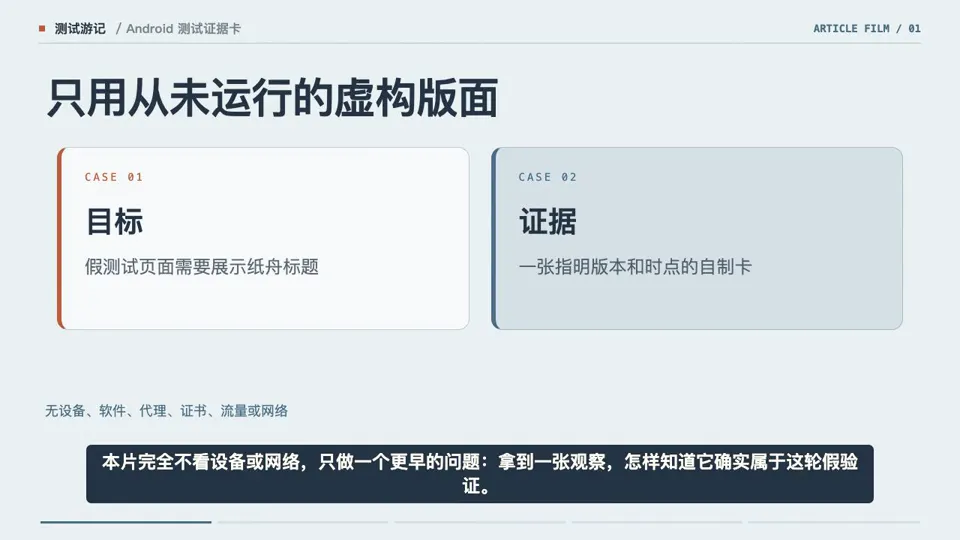 测试游记 / Android 测试证据卡
ARTICLE FILM / 01
只用从未运行的虚构版面
CASE 01
目标
假测试页面需要展示纸舟标题
CASE 02
证据
一张指明版本和时点的自制卡
无设备、软件、代理、证书、流量或网络
本片完全不看设备或网络，只做一个更早的问题：拿到一张观察，怎样知道它确实属于这轮假验
证。